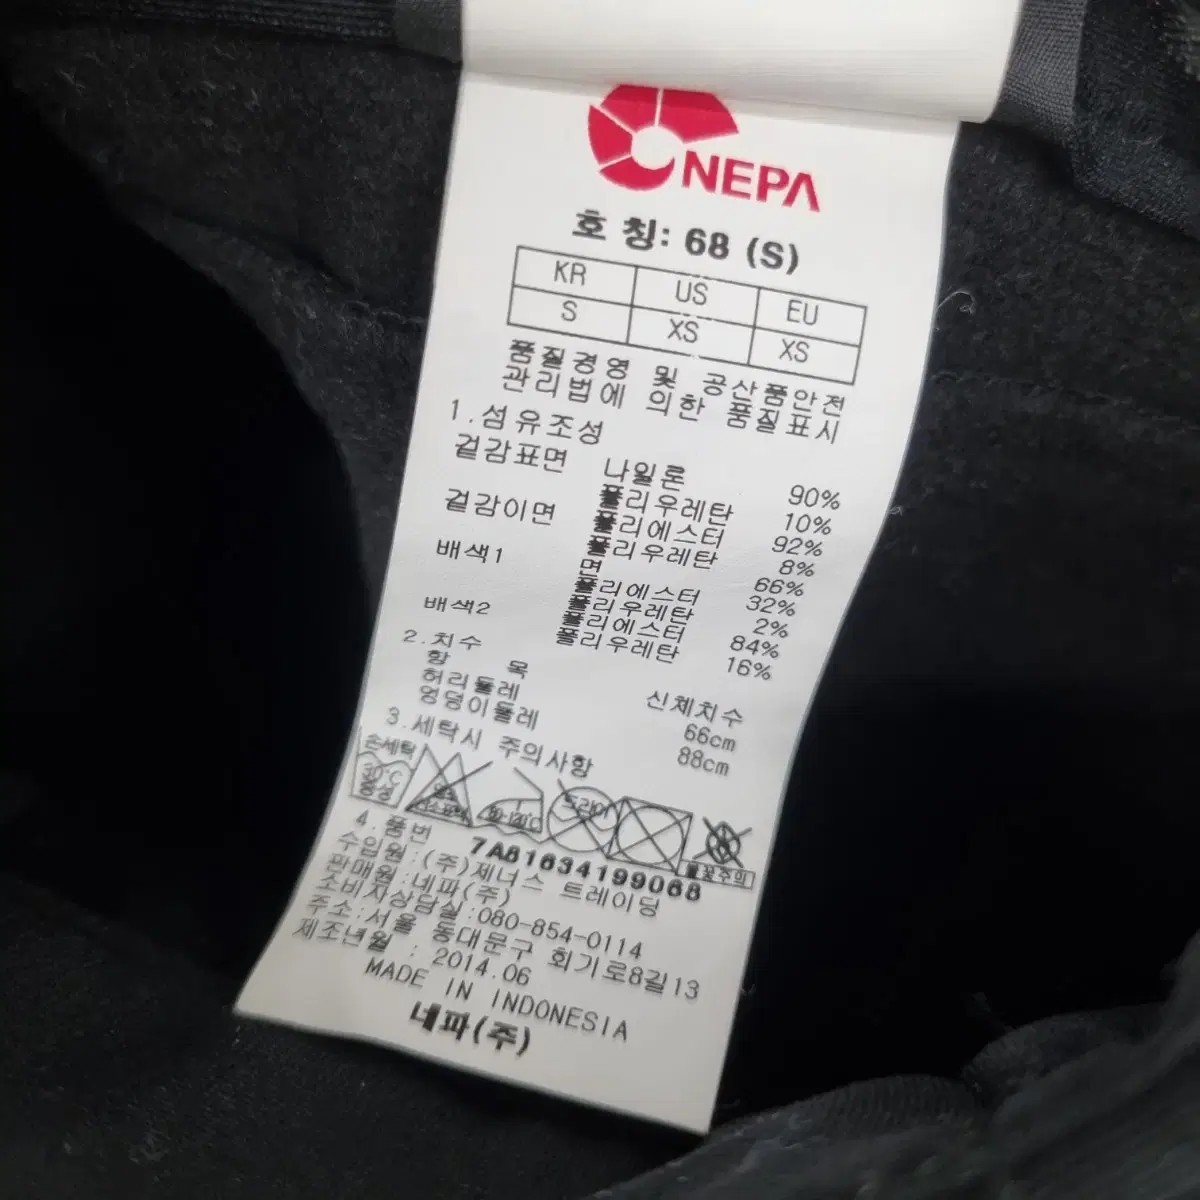 NEPA
호 칭: 68 (S)
KR US EU
S XS XS
품질경영 및 공산품안전
관리법에 의한 품질표시
1.섬유조성
겉감표면 나일론 90%
폴리우레탄 10%
겉감이면 폴리에스터 92%
폴리우레탄 8%
배색1 면 66%
폴리에스터 32%
폴리우레탄 2%
배색2 폴리에스터 84%
폴리우레탄 16%
2.치수
항 목 신체치수
허리둘레 66cm
엉덩이둘레 88cm
3.세탁시 주의사항
손세탁
30℃
중성
드라이
불꽃주의
4.품번 7A81634199068
수입원:(주)제너스 트레이딩
판매원:네파(주)
소비자상담실:080-854-0114
주소:서울 동대문구 회기로8길13
제조년월 : 2014.06
MADE IN INDONESIA
네파(주)